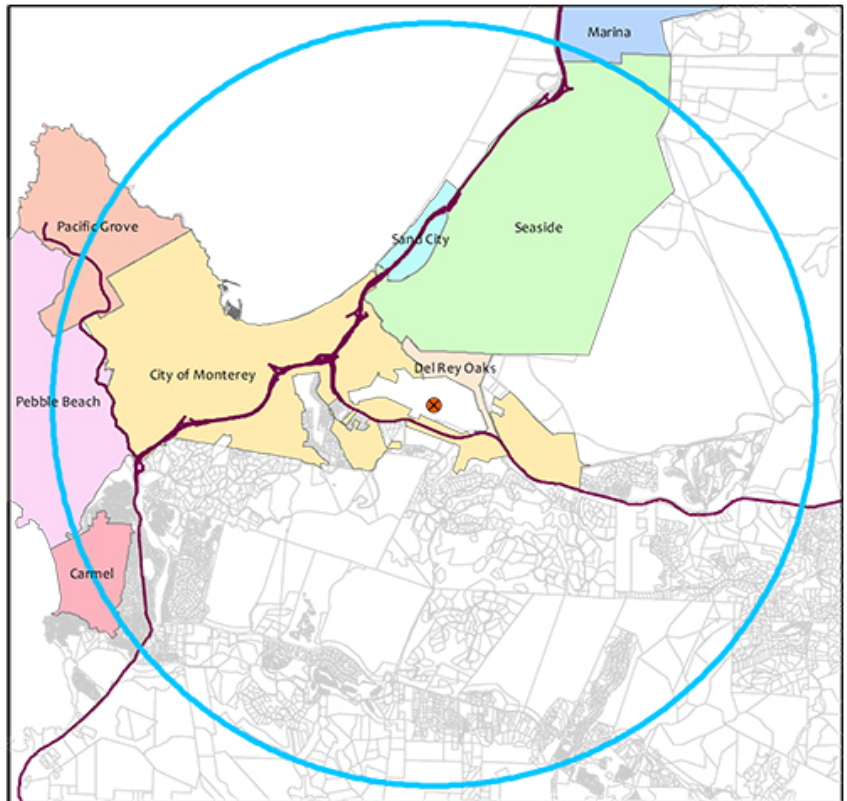 Marina
Pacific Grove
Seaside
Sand City
Del Rey Oaks
City of Monterey
Pebble Beach
Carmel